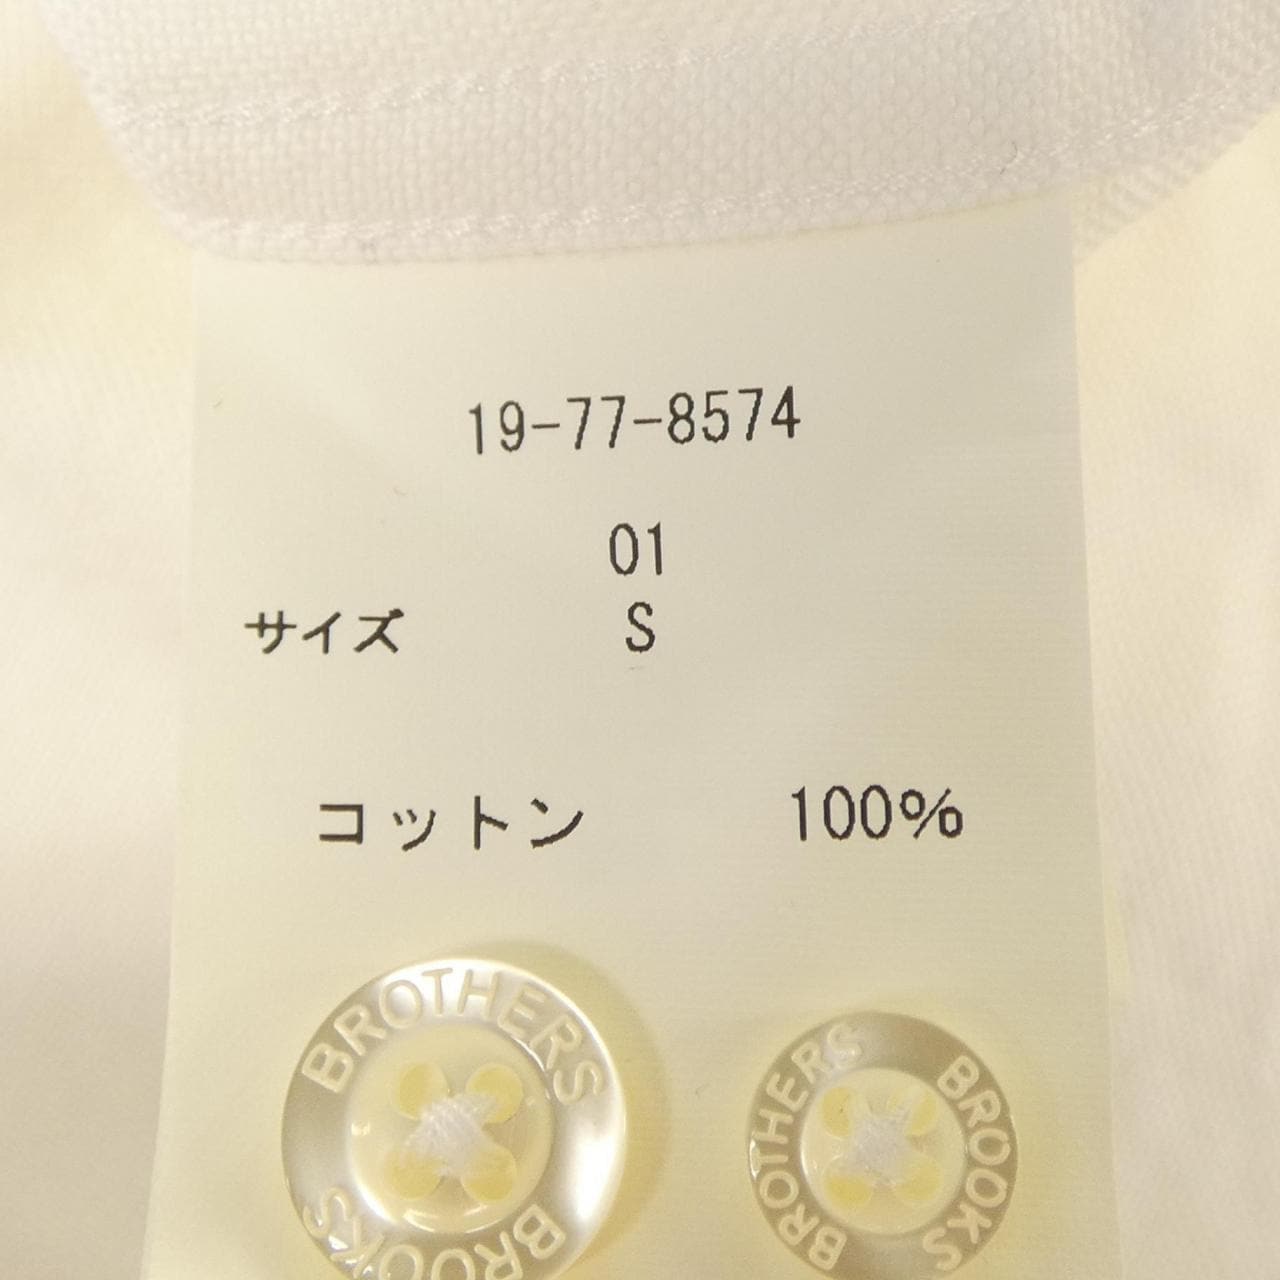 19-77-8574
01
サイズ S
コットン 100%
BROTHERS BROOKS
BROTHERS BROOKS